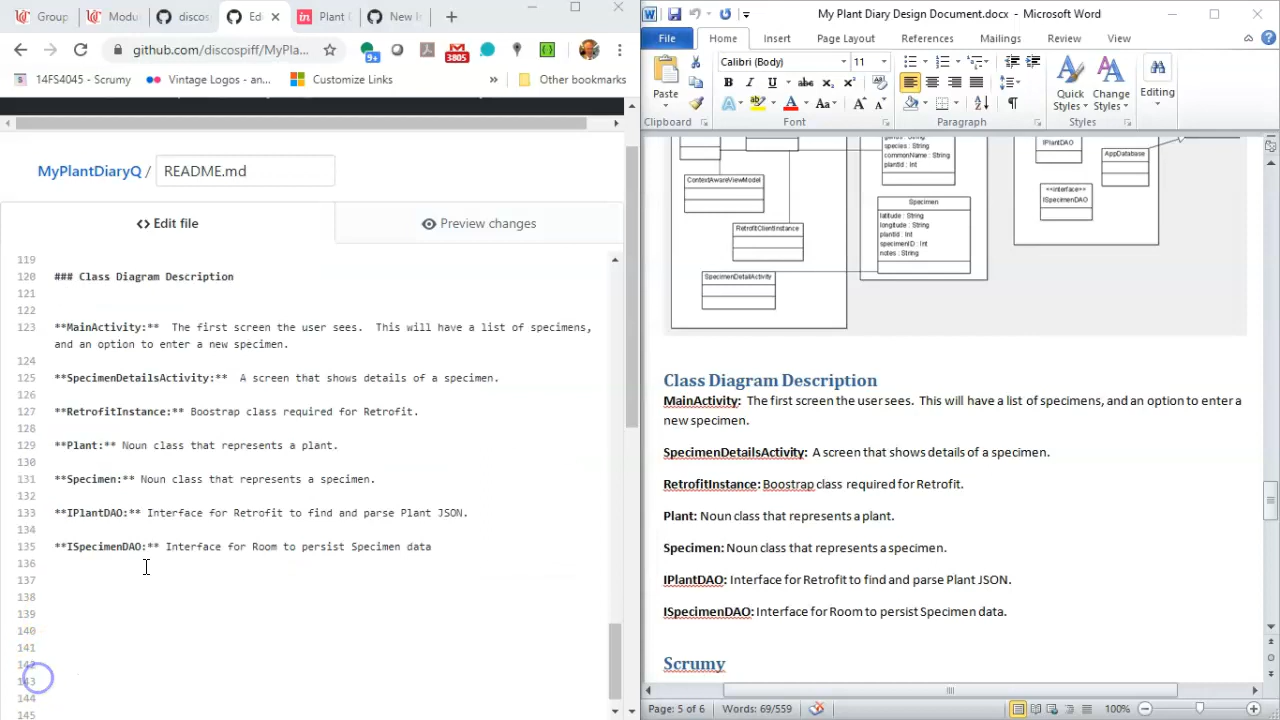 Group
Modu
discos
Ed
Plant
New I
github.com/discospiff/MyPla...
9+
3805
14FS4045 - Scrumy
Vintage Logos - an...
Customize Links
»
Other bookmarks
MyPlantDiaryQ / README.md
<> Edit file
Preview changes
119
120 ### Class Diagram Description
121
122
123 **MainActivity:** The first screen the user sees. This will have a list of specimens,
and an option to enter a new specimen.
124
125 **SpecimenDetailsActivity:** A screen that shows details of a specimen.
126
127 **RetrofitInstance:** Boostrap class required for Retrofit.
128
129 **Plant:** Noun class that represents a plant.
130
131 **Specimen:** Noun class that represents a specimen.
132
133 **IPlantDAO:** Interface for Retrofit to find and parse Plant JSON.
134
135 **ISpecimenDAO:** Interface for Room to persist Specimen data
136
137
138
139
140
141
142
143
144
145
My Plant Diary Design Document.docx - Microsoft Word
File Home Insert Page Layout References Mailings Review View
Calibri (Body) 11
Paste
Quick Styles
Change Styles
Editing
Clipboard Font Paragraph Styles
species : String
commonName : String
plantId : Int
IPlantDAO
AppDatabase
<<interface>>
ISpecimenDAO
ContextAwareViewModel
RetrofitClientInstance
SpecimenDetailActivity
Specimen
latitude : String
longitude : String
plantId : Int
specimenID : Int
notes : String
Class Diagram Description
MainActivity: The first screen the user sees. This will have a list of specimens, and an option to enter a
new specimen.
SpecimenDetailsActivity: A screen that shows details of a specimen.
RetrofitInstance: Boostrap class required for Retrofit.
Plant: Noun class that represents a plant.
Specimen: Noun class that represents a specimen.
IPlantDAO: Interface for Retrofit to find and parse Plant JSON.
ISpecimenDAO: Interface for Room to persist Specimen data.
Scrumy
Page: 5 of 6 Words: 69/559 100%